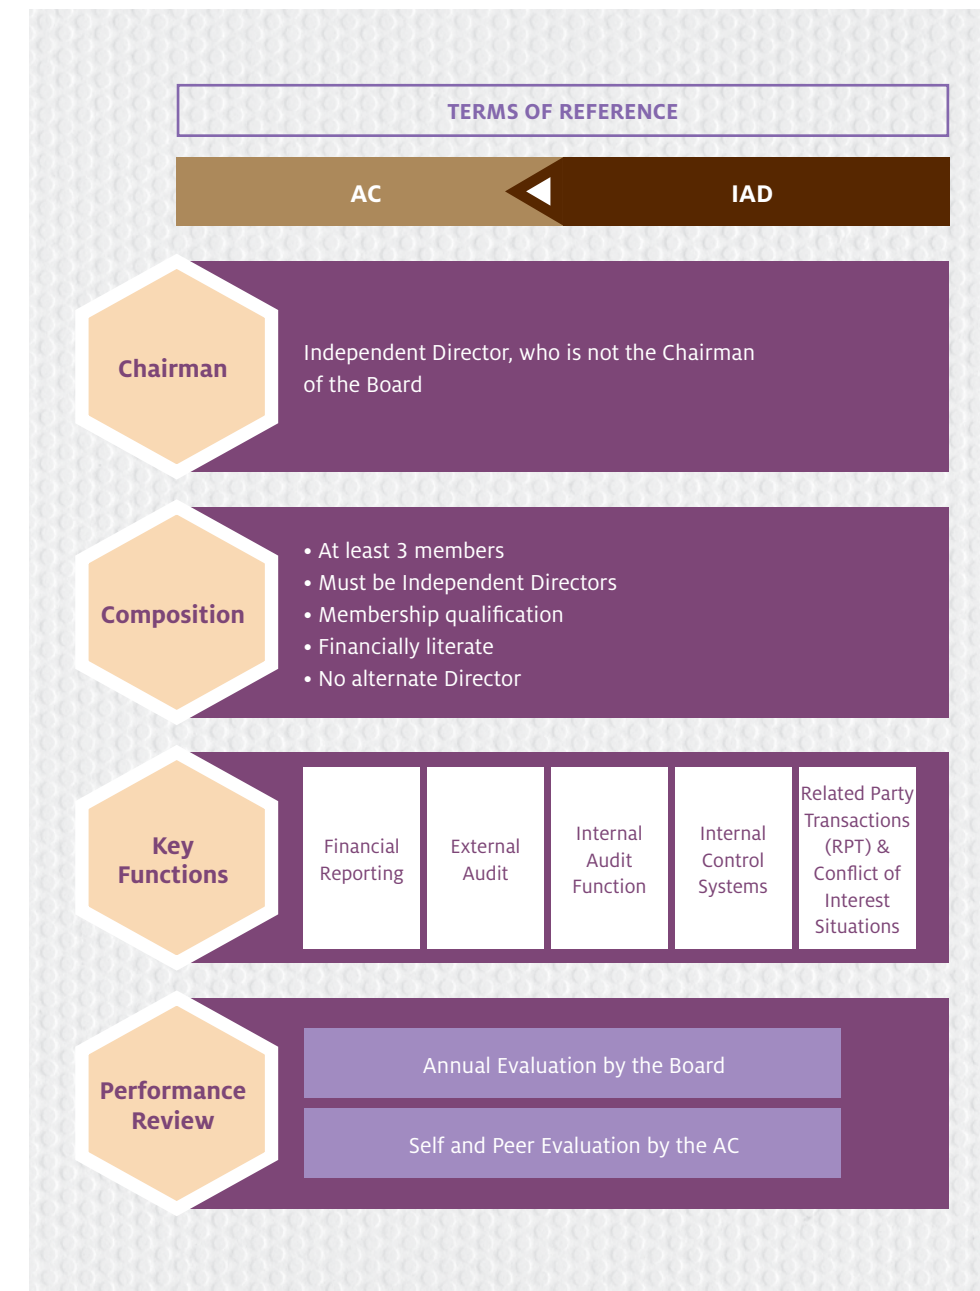 TERMS OF REFERENCE
AC
IAD
Chairman
Independent Director, who is not the Chairman
of the Board
Composition
• At least 3 members
• Must be Independent Directors
• Membership qualification
• Financially literate
• No alternate Director
Key
Functions
Financial
Reporting
External
Audit
Internal
Audit
Function
Internal
Control
Systems
Related Party
Transactions
(RPT) &
Conflict of
Interest
Situations
Performance
Review
Annual Evaluation by the Board
Self and Peer Evaluation by the AC